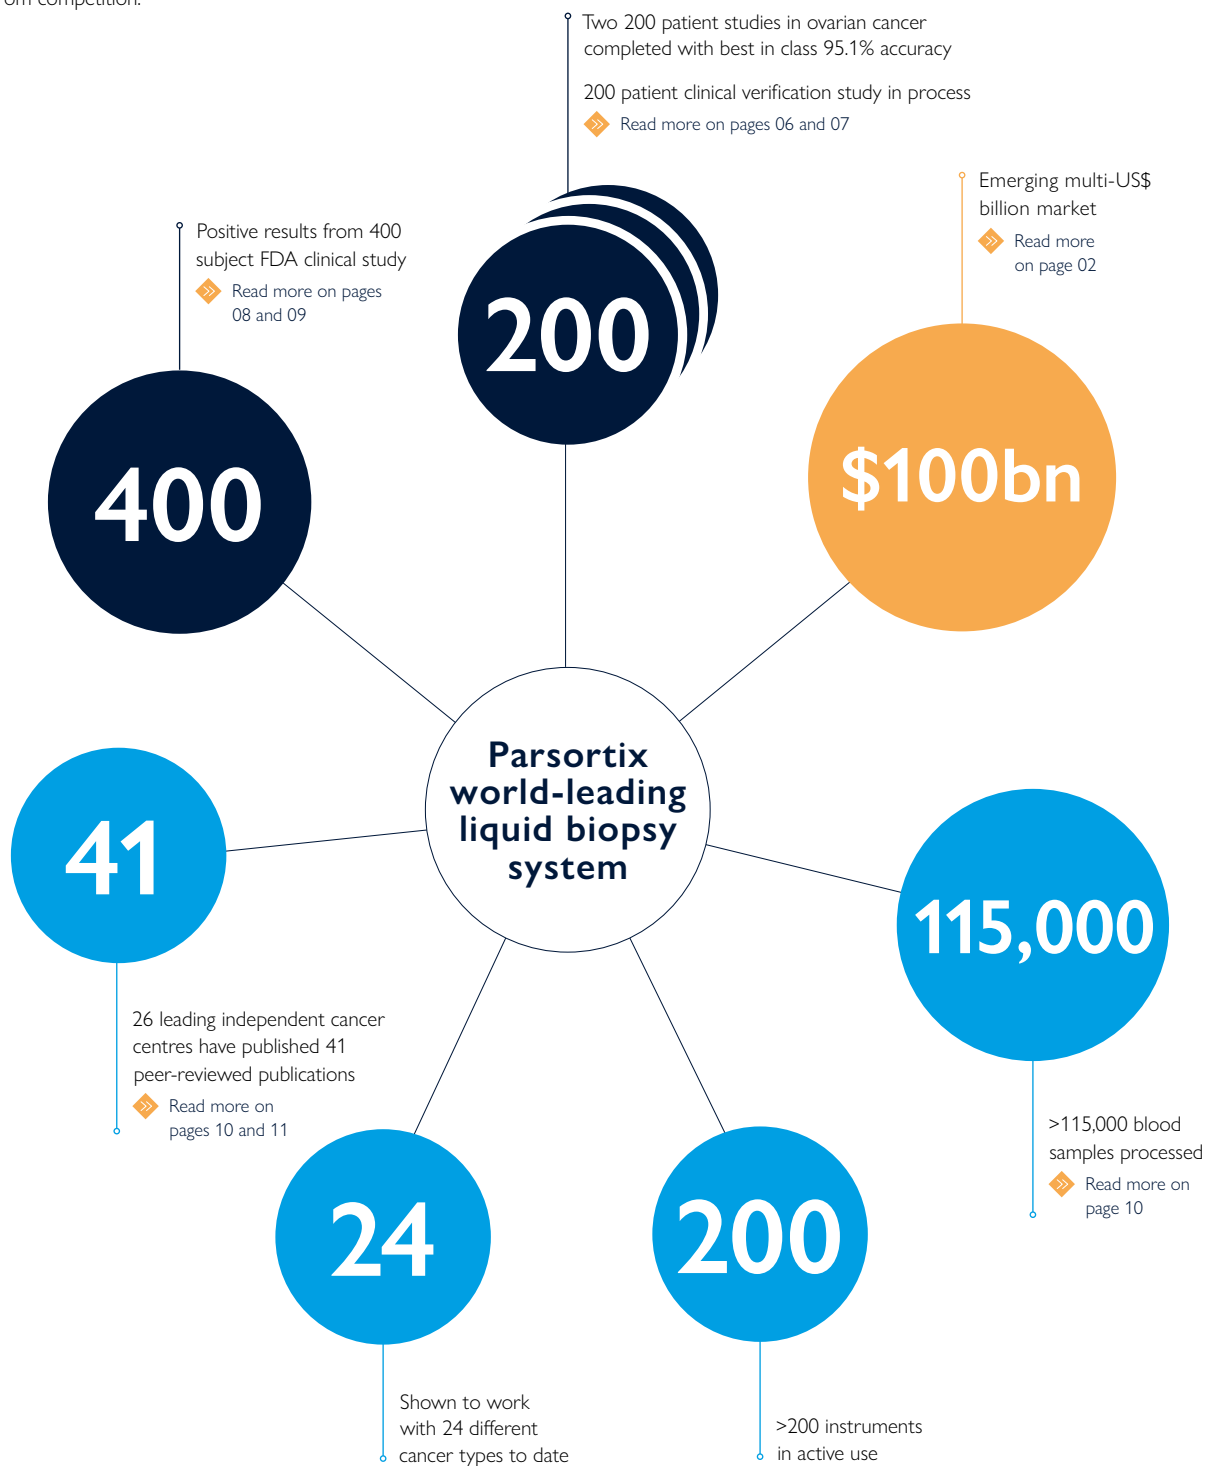 om competition.
Two 200 patient studies in ovarian cancer
completed with best in class 95.1% accuracy
200 patient clinical verification study in process
Read more on pages 06 and 07
Emerging multi-US$
billion market
Read more
on page 02
Positive results from 400
subject FDA clinical study
Read more on pages
08 and 09
200
$100bn
400
Parsortix
world-leading
liquid biopsy
system
41
115,000
26 leading independent cancer
centres have published 41
peer-reviewed publications
Read more on
pages 10 and 11
>115,000 blood
samples processed
Read more on
page 10
24
200
Shown to work
with 24 different
cancer types to date
>200 instruments
in active use